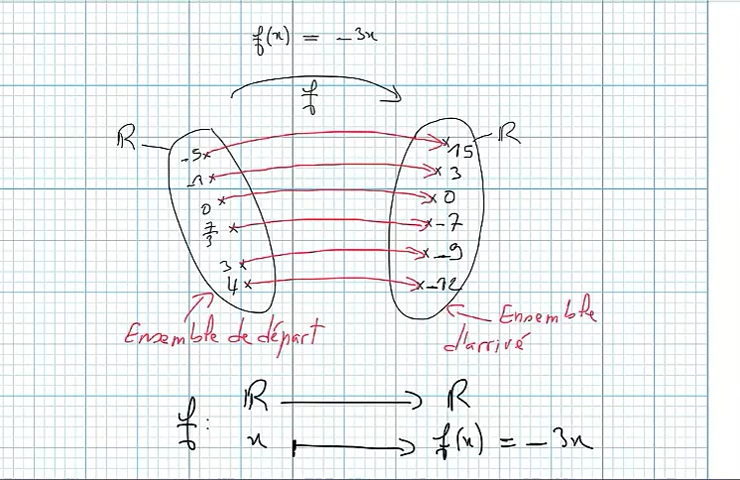 f(x) = -3x
f
ℝ ℝ
-5 15
-1 3
0 0
7/3 -7
3 -9
4 -12
Ensemble de départ
Ensemble
d'arrivé
f: ℝ ⟶ ℝ
x ⟼ f(x) = -3x